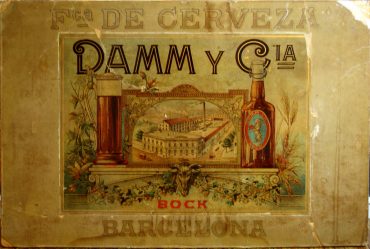 Fca DE CERVEZA
DAMM Y CIA
BOCK
BARCELONA